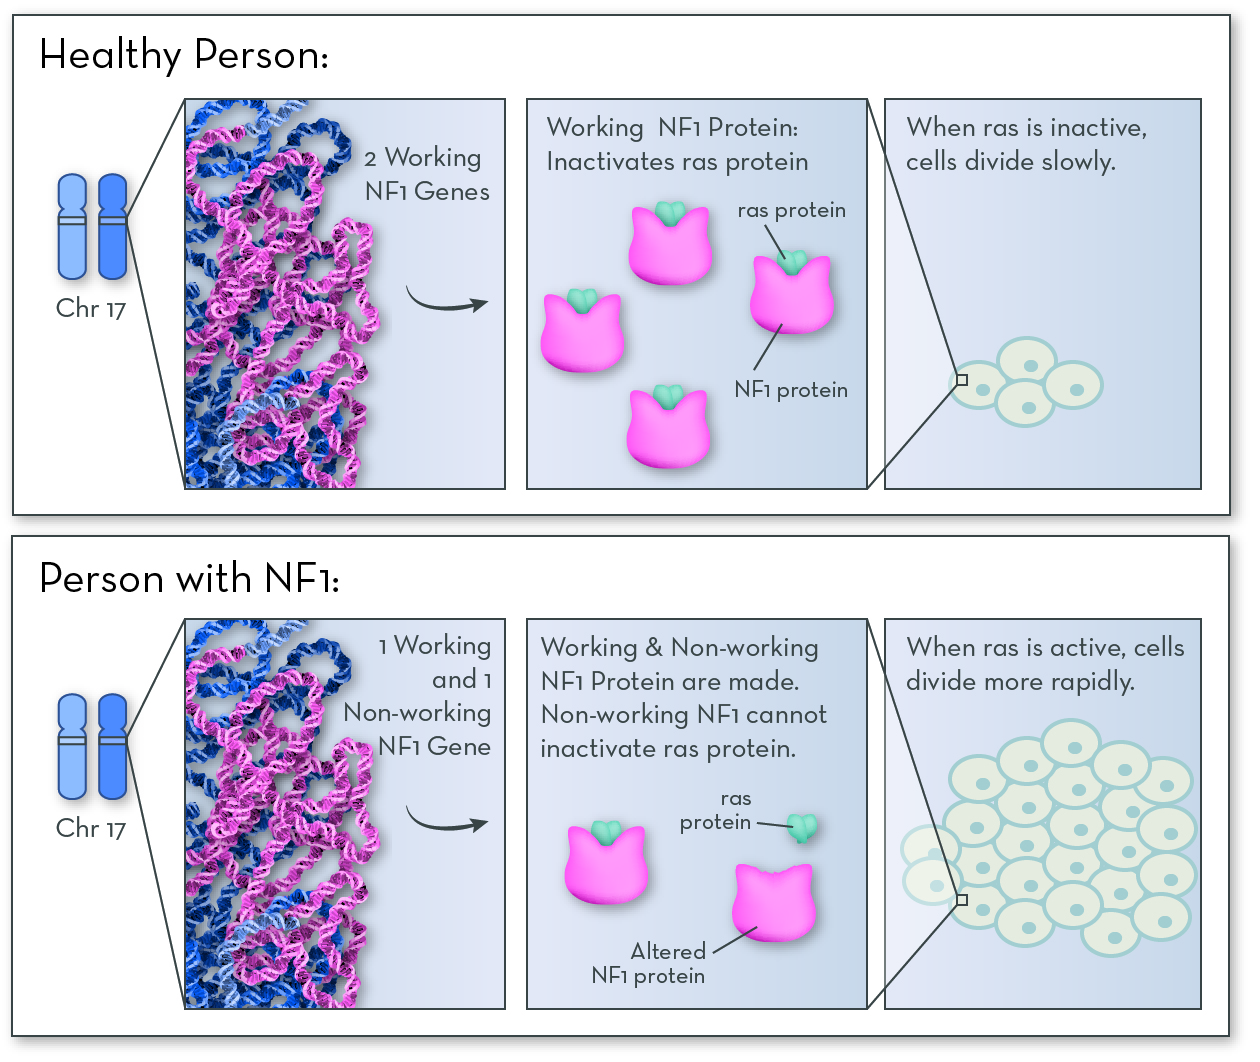 Healthy Person:
Chr 17
2 Working
NF1 Genes
Working NF1 Protein:
Inactivates ras protein
ras protein
NF1 protein
When ras is inactive,
cells divide slowly.
Person with NF1:
Chr 17
1 Working
and 1
Non-working
NF1 Gene
Working & Non-working
NF1 Protein are made.
Non-working NF1 cannot
inactivate ras protein.
ras
protein
Altered
NF1 protein
When ras is active, cells
divide more rapidly.